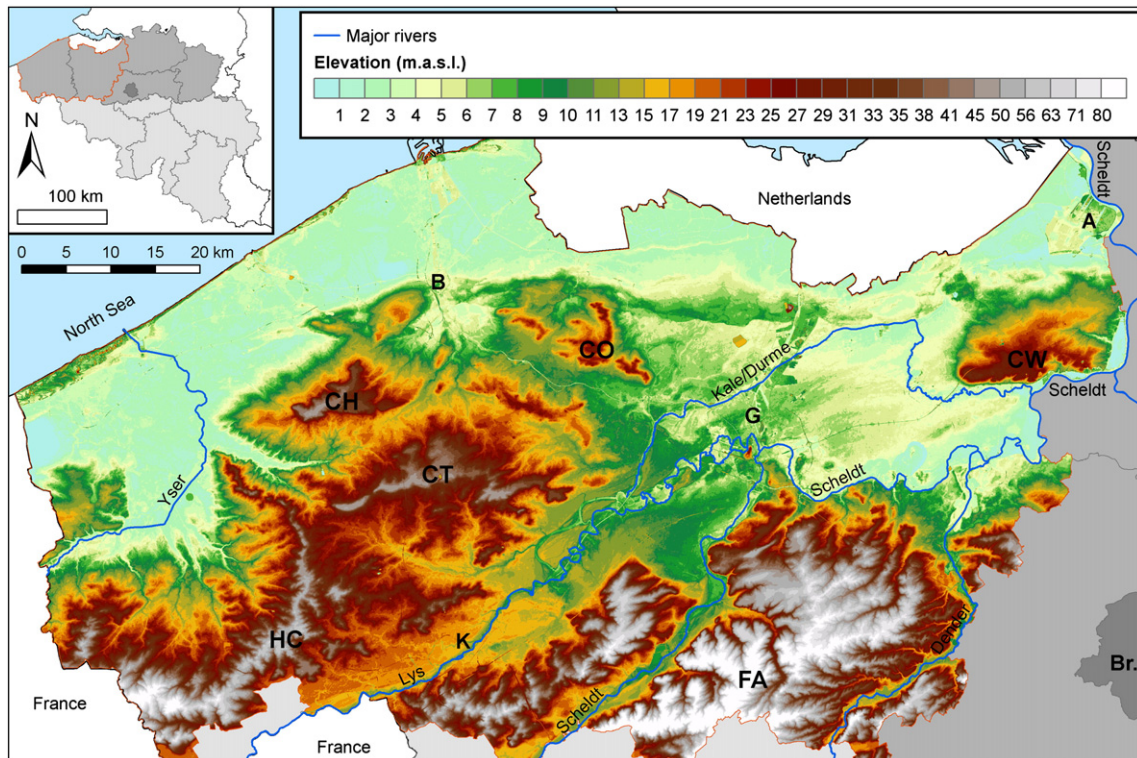 Major rivers
Elevation (m.a.s.l.)
1 2 3 4 5 6 7 8 9 10 11 13 15 17 19 21 23 25 27 29 31 33 35 38 41 45 50 56 63 71 80
N
100 km
0 5 10 15 20 km
Netherlands
Scheldt
A
B
North Sea
CO
Kale/Durme
CW
Scheldt
CH
G
CT
Yser
Scheldt
HC
K
Lys
Scheldt
FA
Dender
Br.
France
France